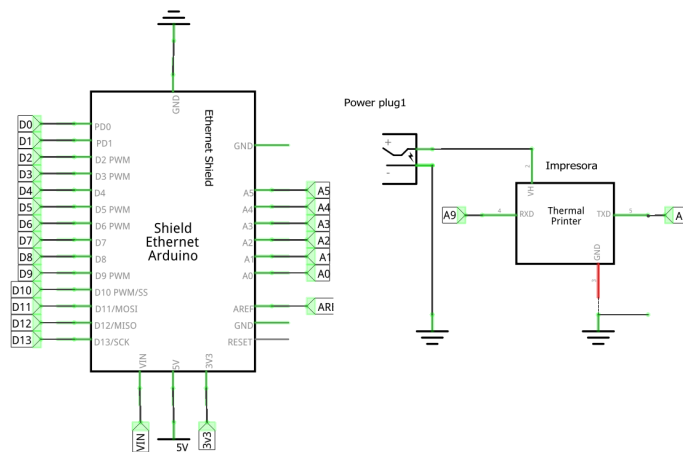 GND
Ethernet Shield
Shield
Ethernet
Arduino
D0
D1
D2
D3
D4
D5
D6
D7
D8
D9
D10
D11
D12
D13
PD0
PD1
D2 PWM
D3 PWM
D4
D5 PWM
D6 PWM
D7
D8
D9 PWM
D10 PWM/SS
D11/MOSI
D12/MISO
D13/SCK
GND
A5
A4
A3
A2
A1
A0
AREF
GND
RESET
A5
A4
A3
A2
A1
A0
VIN
5V
3V3
VIN
5V
3v3
Power plug1
+
-
Impresora
2
VH
A9
4
RXD
Thermal
Printer
TXD
5
A
GND